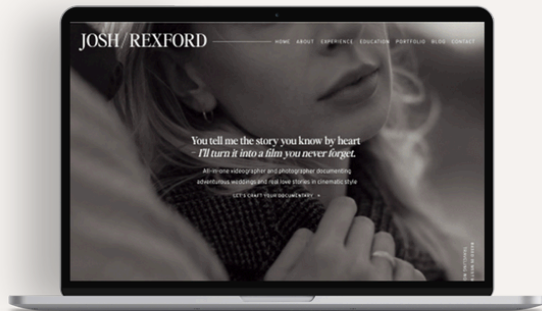 JOSH/REXFORD
HOME ABOUT EXPERIENCE EDUCATION PORTFOLIO BLOG CONTACT
You tell me the story you know by heart
– I'll turn it into a film you never forget.
All-in-one videographer and photographer documenting
adventurous weddings and real love stories in cinematic style
LET'S CRAFT YOUR DOCUMENTARY
BASED IN